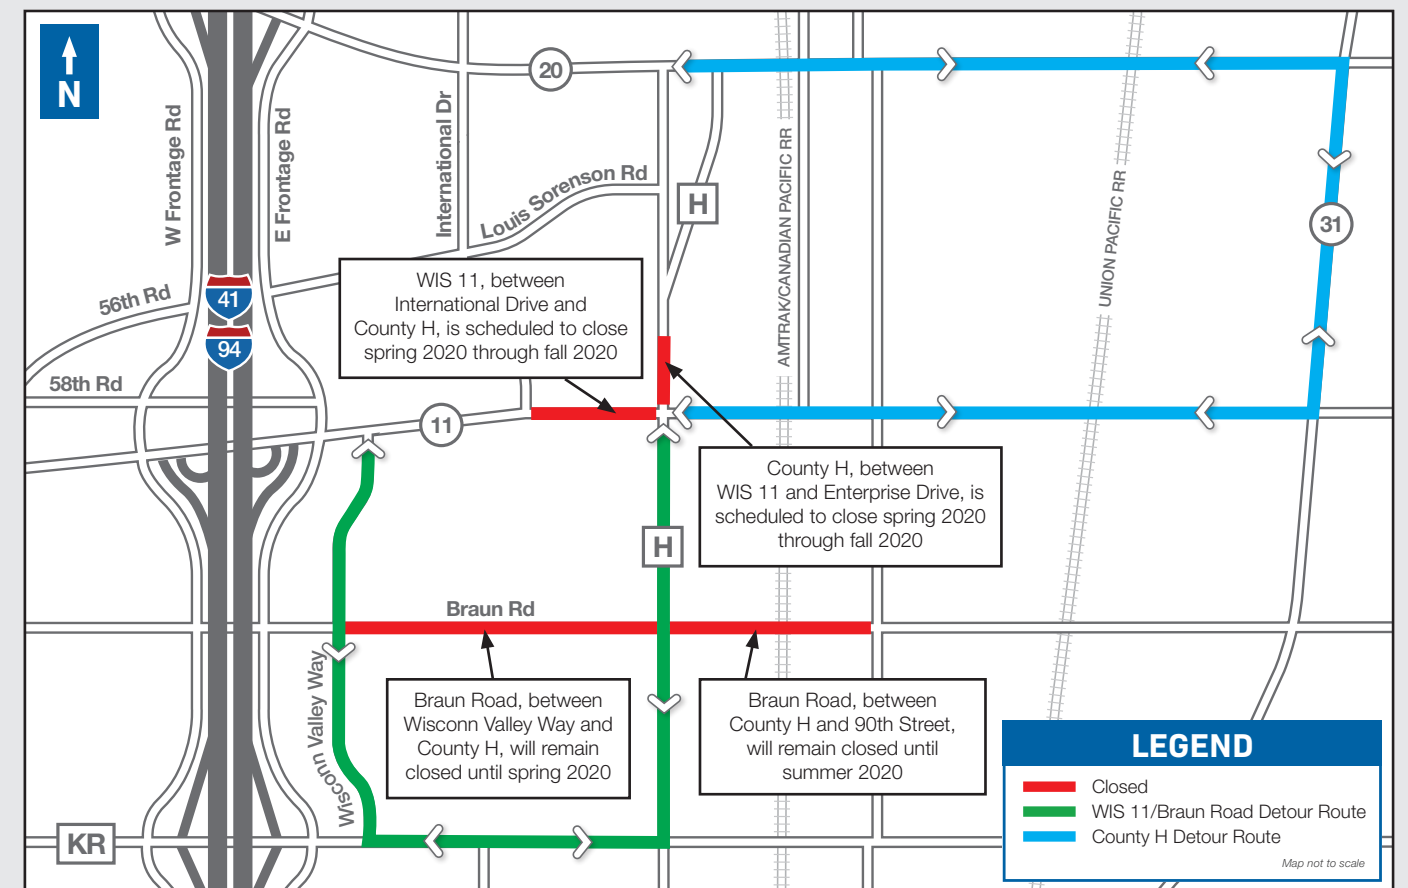 N
20
W Frontage Rd
E Frontage Rd
International Dr
Louis Sorenson Rd
H
AMTRAK/CANADIAN PACIFIC RR
UNION PACIFIC RR
31
56th Rd
41
94
58th Rd
11
WIS 11, between
International Drive and
County H, is scheduled to close
spring 2020 through fall 2020
County H, between
WIS 11 and Enterprise Drive, is
scheduled to close spring 2020
through fall 2020
H
Braun Rd
Wisconn Valley Way
Braun Road, between
Wisconn Valley Way and
County H, will remain
closed until spring 2020
Braun Road, between
County H and 90th Street,
will remain closed until
summer 2020
KR
LEGEND
Closed
WIS 11/Braun Road Detour Route
County H Detour Route
Map not to scale